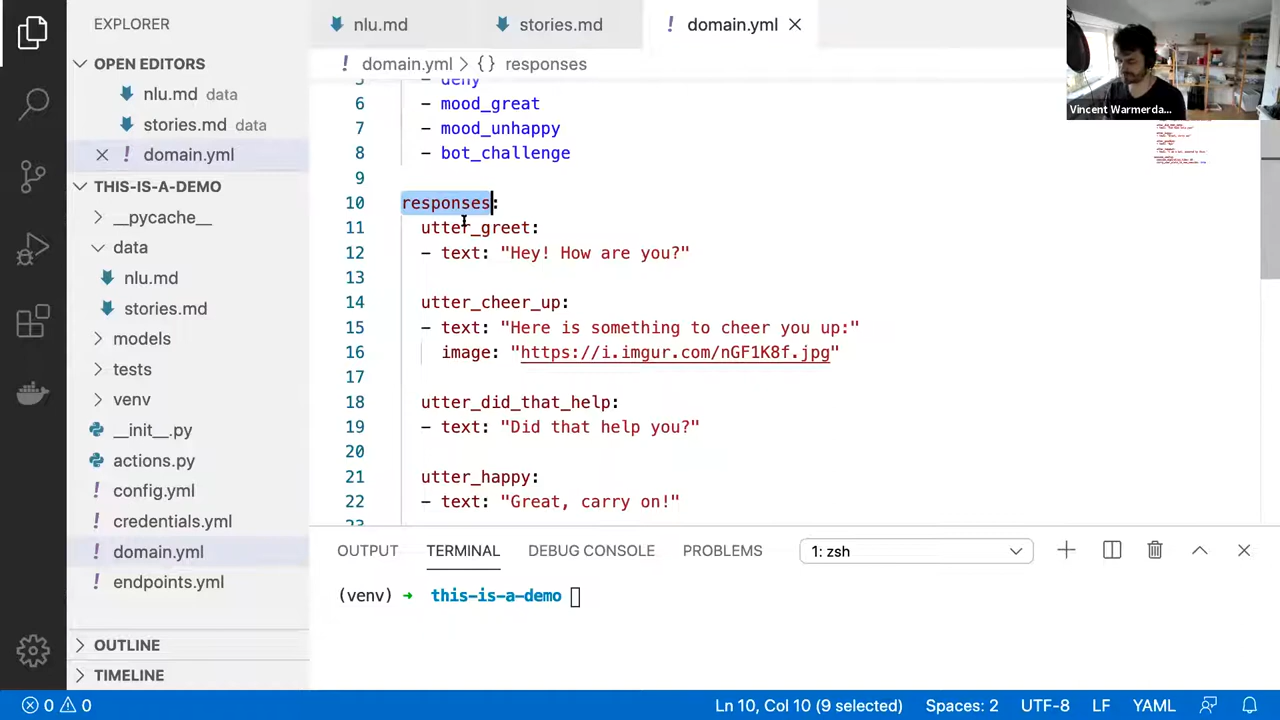 EXPLORER
OPEN EDITORS
nlu.md data
stories.md data
domain.yml
THIS-IS-A-DEMO
__pycache__
data
nlu.md
stories.md
models
tests
venv
__init__.py
actions.py
config.yml
credentials.yml
domain.yml
endpoints.yml
OUTLINE
TIMELINE
nlu.md stories.md domain.yml
domain.yml > {} responses
5 - deny
6 - mood_great
7 - mood_unhappy
8 - bot_challenge
9
10 responses:
11 utter_greet:
12 - text: "Hey! How are you?"
13
14 utter_cheer_up:
15 - text: "Here is something to cheer you up:"
16 image: "https://i.imgur.com/nGF1K8f.jpg"
17
18 utter_did_that_help:
19 - text: "Did that help you?"
20
21 utter_happy:
22 - text: "Great, carry on!"
23
Vincent Warmerda...
OUTPUT TERMINAL DEBUG CONSOLE PROBLEMS 1: zsh
(venv) → this-is-a-demo
0 0 Ln 10, Col 10 (9 selected) Spaces: 2 UTF-8 LF YAML